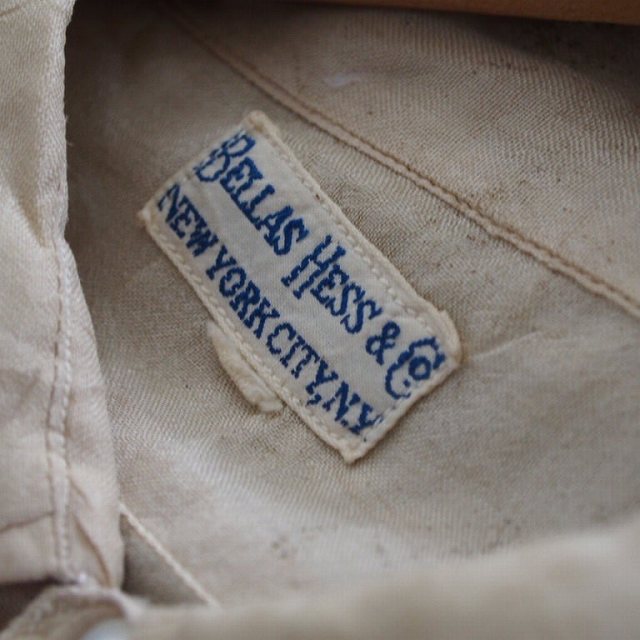 BELLAS HESS & Co.
NEW YORK CITY, N.Y.